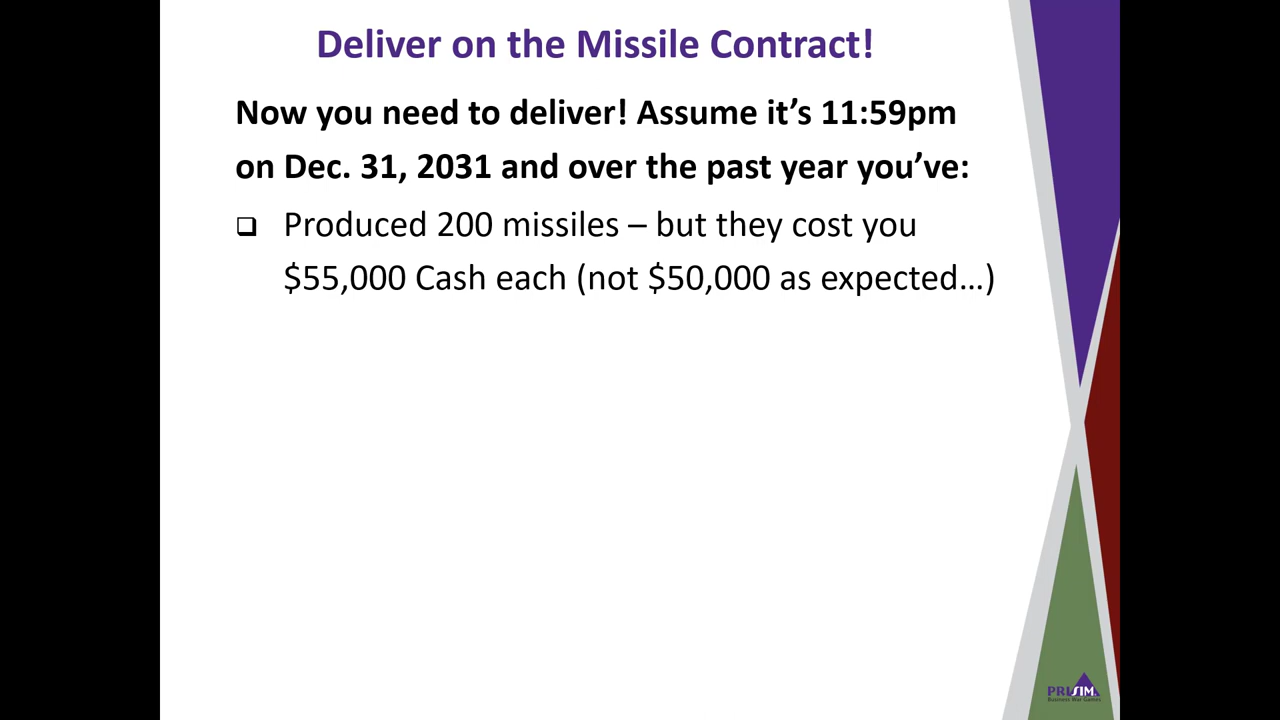 Deliver on the Missile Contract!
Now you need to deliver! Assume it’s 11:59pm
on Dec. 31, 2031 and over the past year you’ve:
❑ Produced 200 missiles – but they cost you
$55,000 Cash each (not $50,000 as expected…)
PRISIM
Business War Games